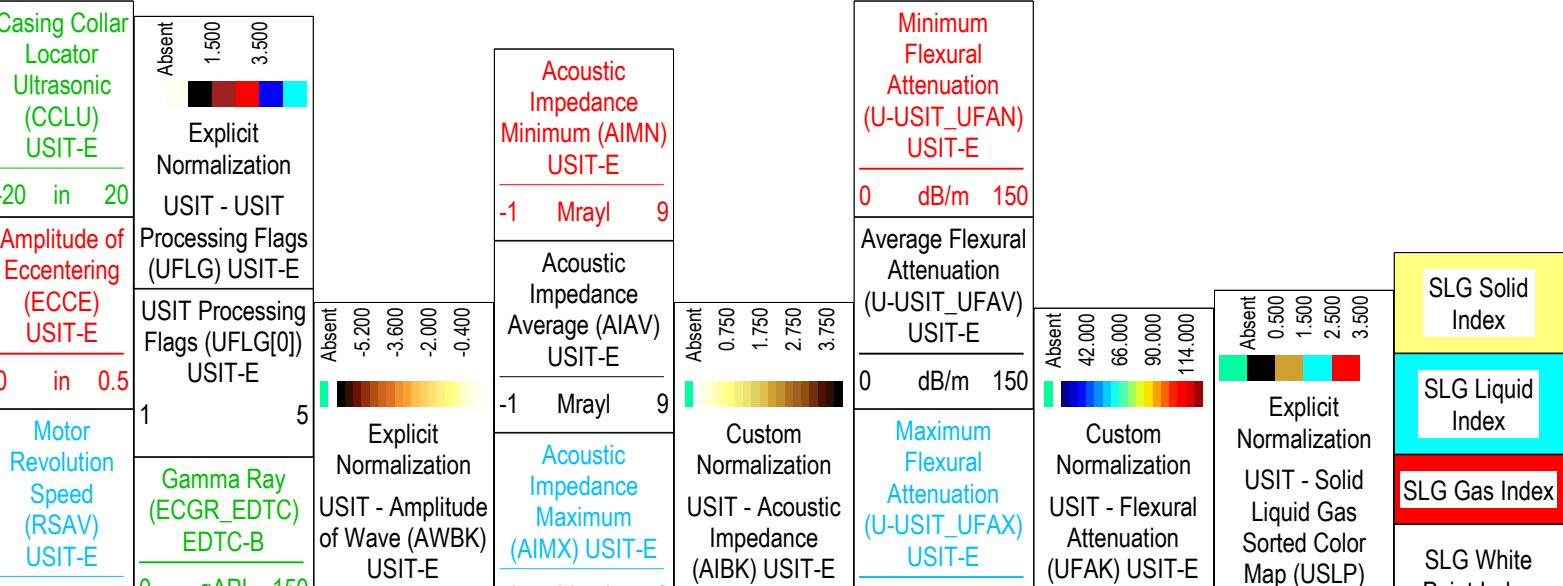 Casing Collar
Locator
Ultrasonic
(CCLU)
USIT-E
-20 in 20
Amplitude of
Eccentering
(ECCE)
USIT-E
0 in 0.5
Motor
Revolution
Speed
(RSAV)
USIT-E
Absent
1.500
3.500
Explicit
Normalization
USIT - USIT
Processing Flags
(UFLG) USIT-E
USIT Processing
Flags (UFLG[0])
USIT-E
1 5
Gamma Ray
(ECGR_EDTC)
EDTC-B
0 gAPI 150
Absent
-5.200
-3.600
-2.000
-0.400
Explicit
Normalization
USIT - Amplitude
of Wave (AWBK)
USIT-E
Acoustic
Impedance
Minimum (AIMN)
USIT-E
-1 Mrayl 9
Acoustic
Impedance
Average (AIAV)
USIT-E
-1 Mrayl 9
Acoustic
Impedance
Maximum
(AIMX) USIT-E
Absent
0.750
1.750
2.750
3.750
Custom
Normalization
USIT - Acoustic
Impedance
(AIBK) USIT-E
Minimum
Flexural
Attenuation
(U-USIT_UFAN)
USIT-E
0 dB/m 150
Average Flexural
Attenuation
(U-USIT_UFAV)
USIT-E
0 dB/m 150
Maximum
Flexural
Attenuation
(U-USIT_UFAX)
USIT-E
Absent
42.000
66.000
90.000
114.000
Custom
Normalization
USIT - Flexural
Attenuation
(UFAK) USIT-E
Absent
0.500
1.500
2.500
3.500
Explicit
Normalization
USIT - Solid
Liquid Gas
Sorted Color
Map (USLP)
SLG Solid
Index
SLG Liquid
Index
SLG Gas Index
SLG White
Point Index